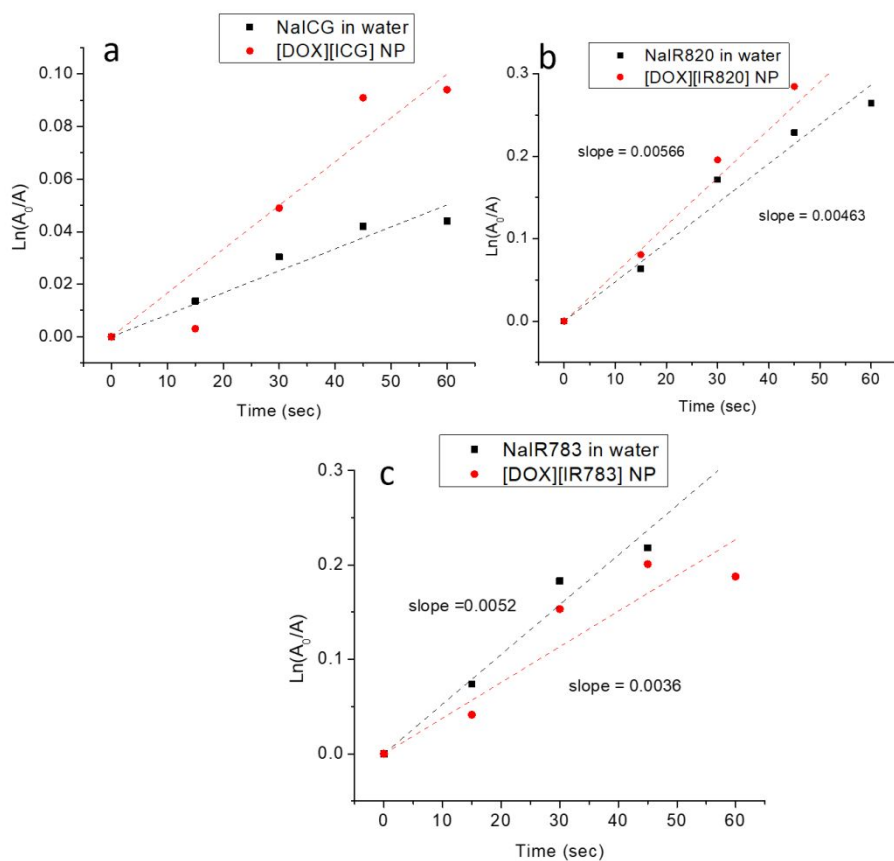 a
NaICG in water
[DOX][ICG] NP
Ln(A0/A)
0.10
0.08
0.06
0.04
0.02
0.00
0 10 20 30 40 50 60
Time (sec)
b
NaIR820 in water
[DOX][IR820] NP
Ln(A0/A)
0.3
0.2
0.1
0.0
slope = 0.00566
slope = 0.00463
0 10 20 30 40 50 60
Time (sec)
c
NaIR783 in water
[DOX][IR783] NP
Ln(A0/A)
0.3
0.2
0.1
0.0
slope =0.0052
slope = 0.0036
0 20 40 60
Time (sec)